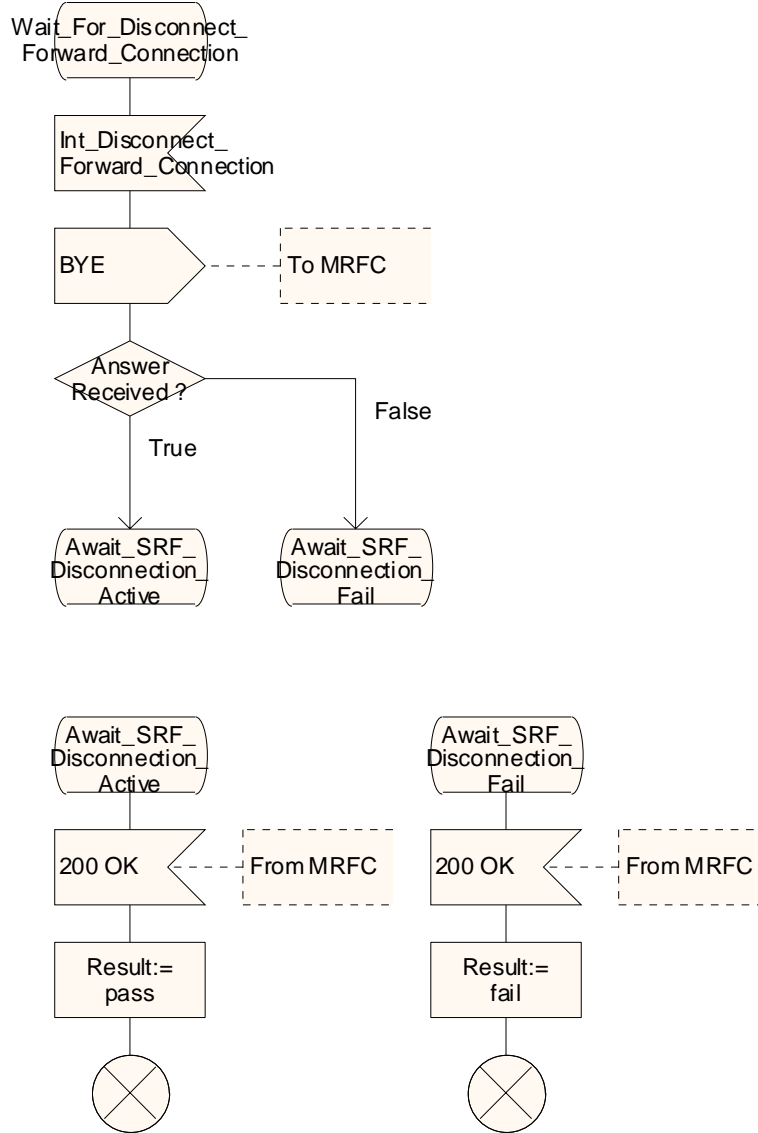 Wait_For_Disconnect_
Forward_Connection
Int_Disconnect_
Forward_Connection
BYE
To MRFC
Answer
Received ?
False
True
Await_SRF_
Disconnection_
Active
Await_SRF_
Disconnection_
Fail
Await_SRF_
Disconnection_
Active
Await_SRF_
Disconnection_
Fail
200 OK
From MRFC
200 OK
From MRFC
Result:=
pass
Result:=
fail